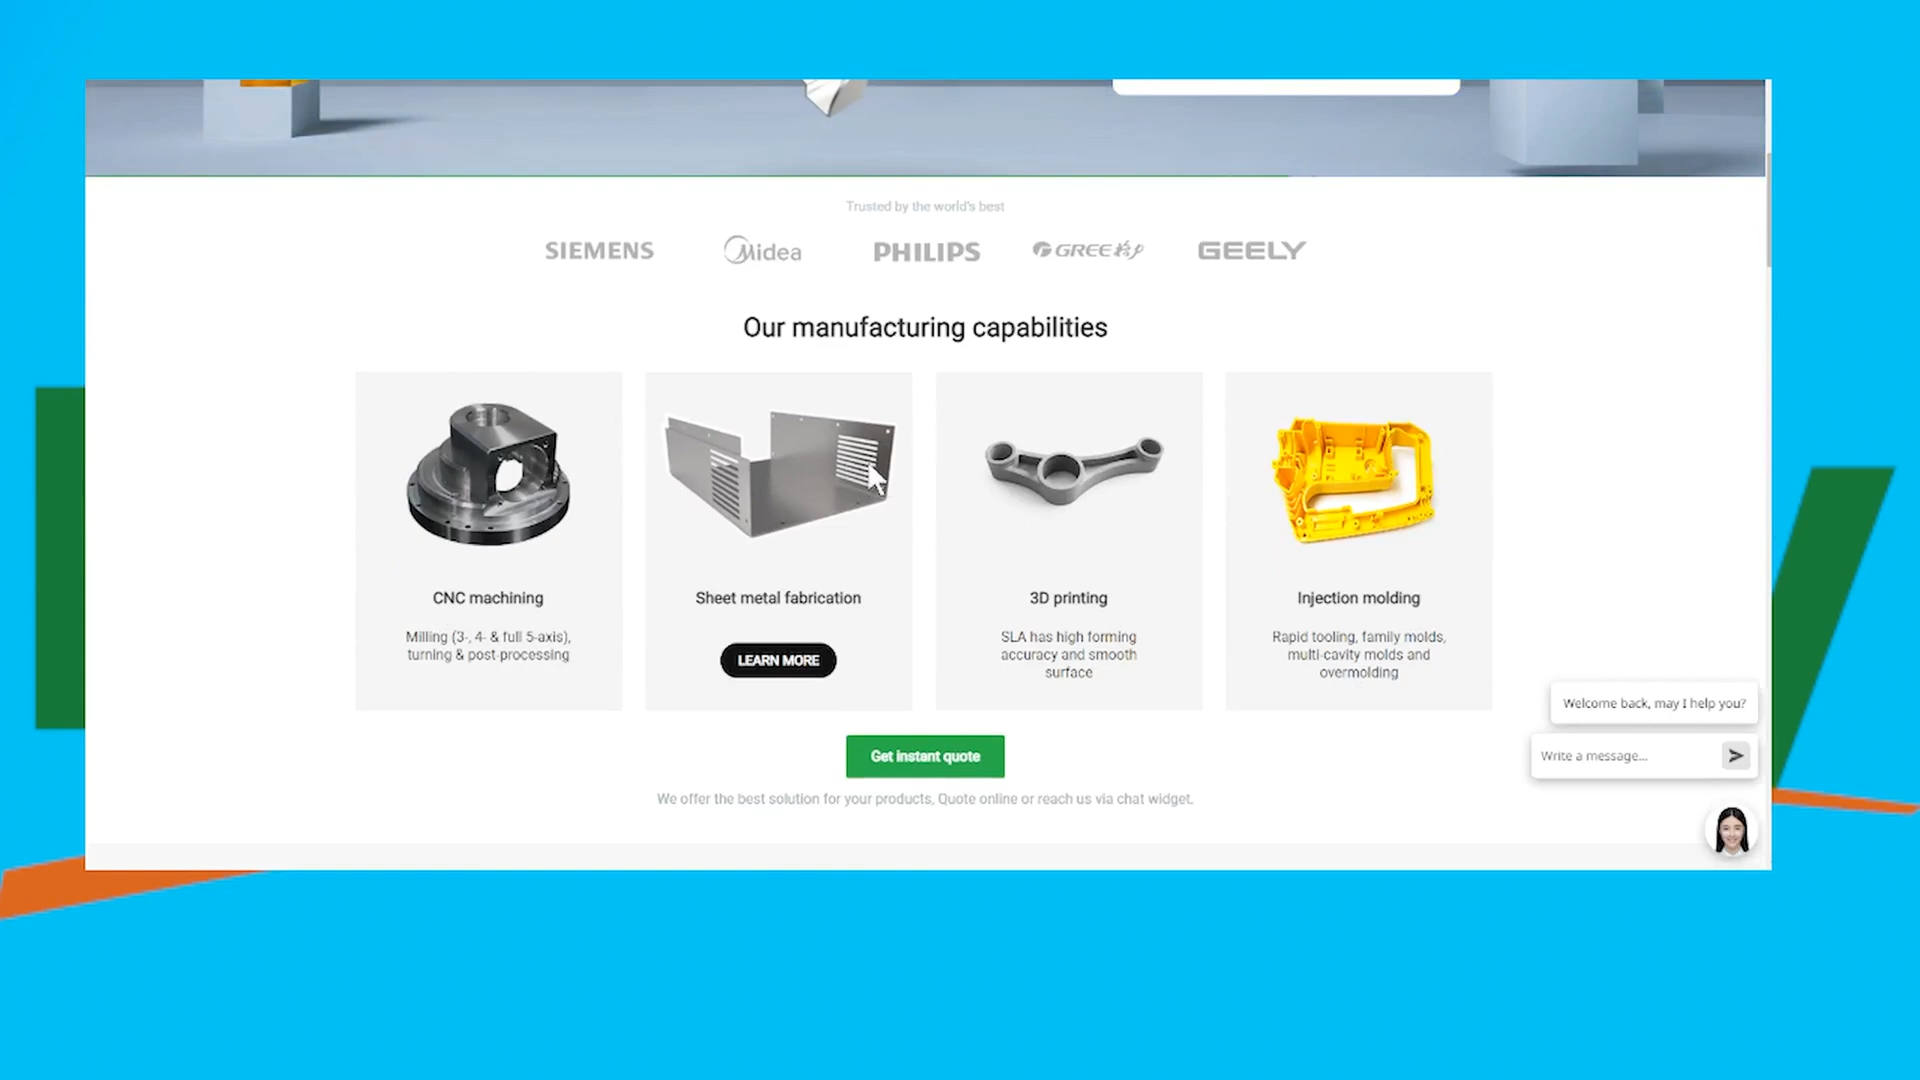 Trusted by the world's best
SIEMENS
Midea
PHILIPS
GREE 格力
GEELY
Our manufacturing capabilities
CNC machining
Milling (3-, 4- & full 5-axis),
turning & post-processing
Sheet metal fabrication
LEARN MORE
3D printing
SLA has high forming
accuracy and smooth
surface
Injection molding
Rapid tooling, family molds,
multi-cavity molds and
overmolding
Get instant quote
We offer the best solution for your products, Quote online or reach us via chat widget.
Welcome back, may I help you?
Write a message...